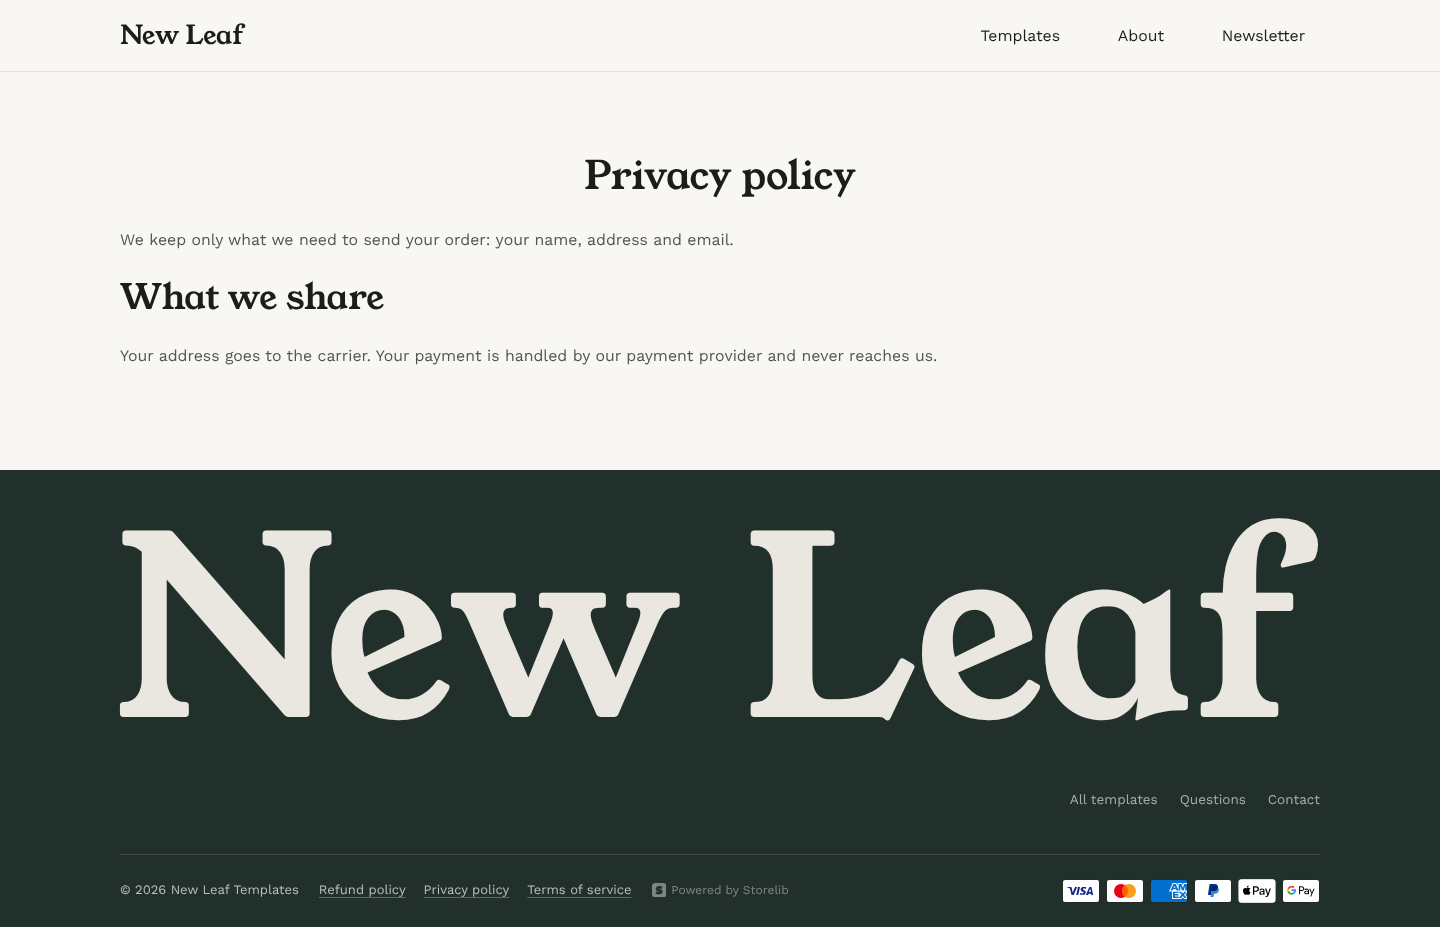 New Leaf
Templates
About
Newsletter
Privacy policy
We keep only what we need to send your order: your name, address and email.
What we share
Your address goes to the carrier. Your payment is handled by our payment provider and never reaches us.
New Leaf
All templates
Questions
Contact
© 2026 New Leaf Templates
Refund policy
Privacy policy
Terms of service
S
Powered by Storelib
VISA
AM
EX
P
Pay
G Pay